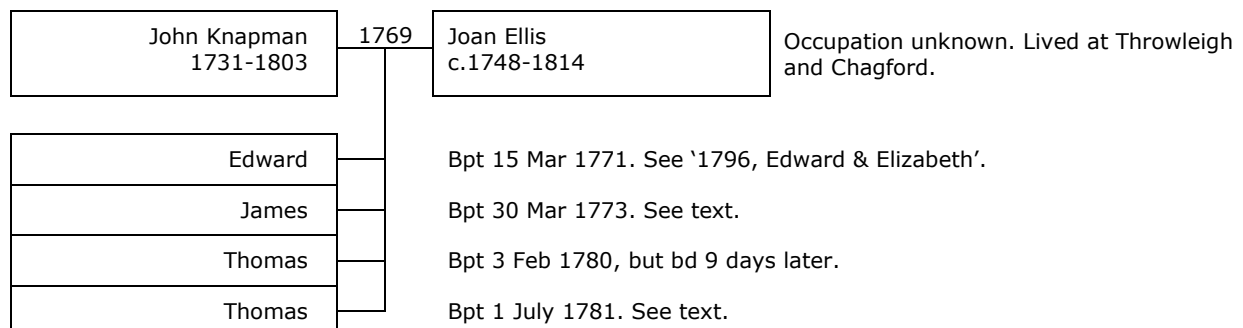 John Knapman
1731-1803
1769
Joan Ellis
c.1748-1814
Occupation unknown. Lived at Throwleigh
and Chagford.
Edward
Bpt 15 Mar 1771. See ‘1796, Edward & Elizabeth’.
James
Bpt 30 Mar 1773. See text.
Thomas
Bpt 3 Feb 1780, but bd 9 days later.
Thomas
Bpt 1 July 1781. See text.